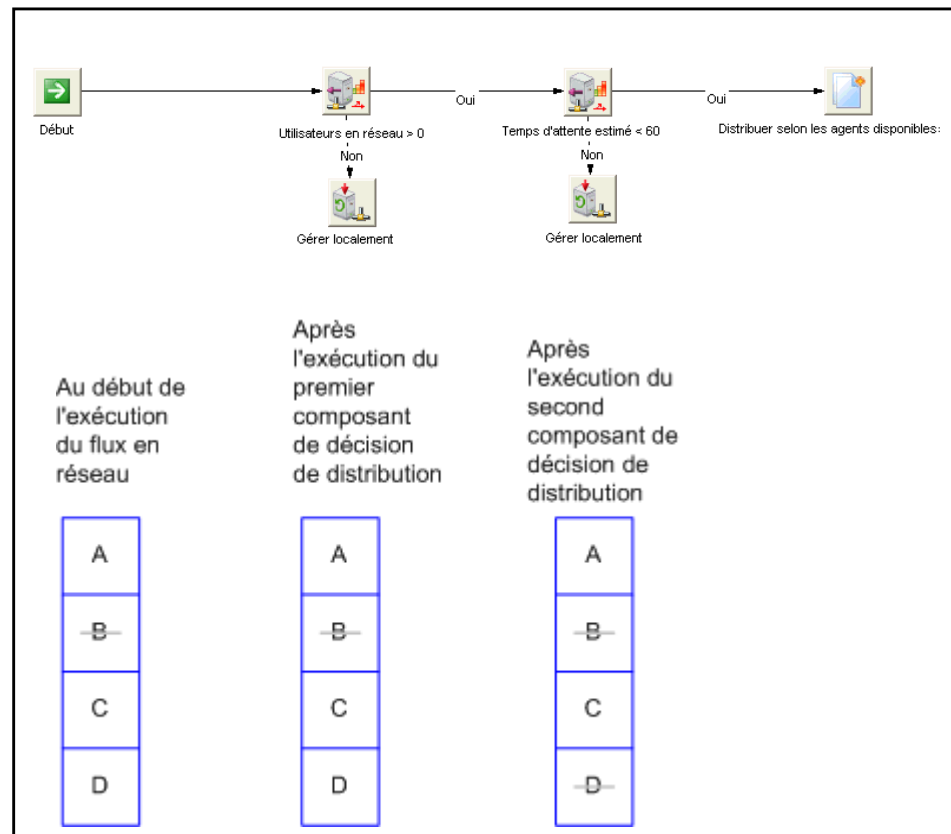 Début
Utilisateurs en réseau > 0
Oui
Temps d'attente estimé < 60
Oui
Distribuer selon les agents disponibles:
Non
Non
Gérer localement
Gérer localement
Au début de
l'exécution
du flux en
réseau
Après
l'exécution du
premier
composant
de décision
de distribution
Après
l'exécution du
second
composant de
décision de
distribution
A
B
C
D
A
B
C
D
A
B
C
D